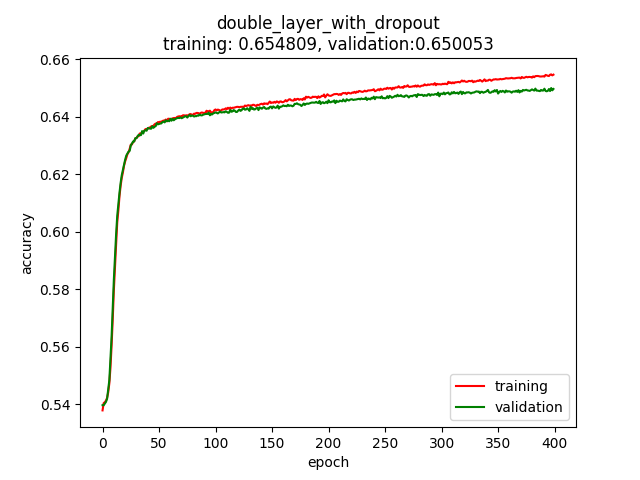 double_layer_with_dropout
training: 0.654809, validation:0.650053
0.66
0.64
0.62
0.60
0.58
0.56
0.54
accuracy
0 50 100 150 200 250 300 350 400
epoch
training
validation